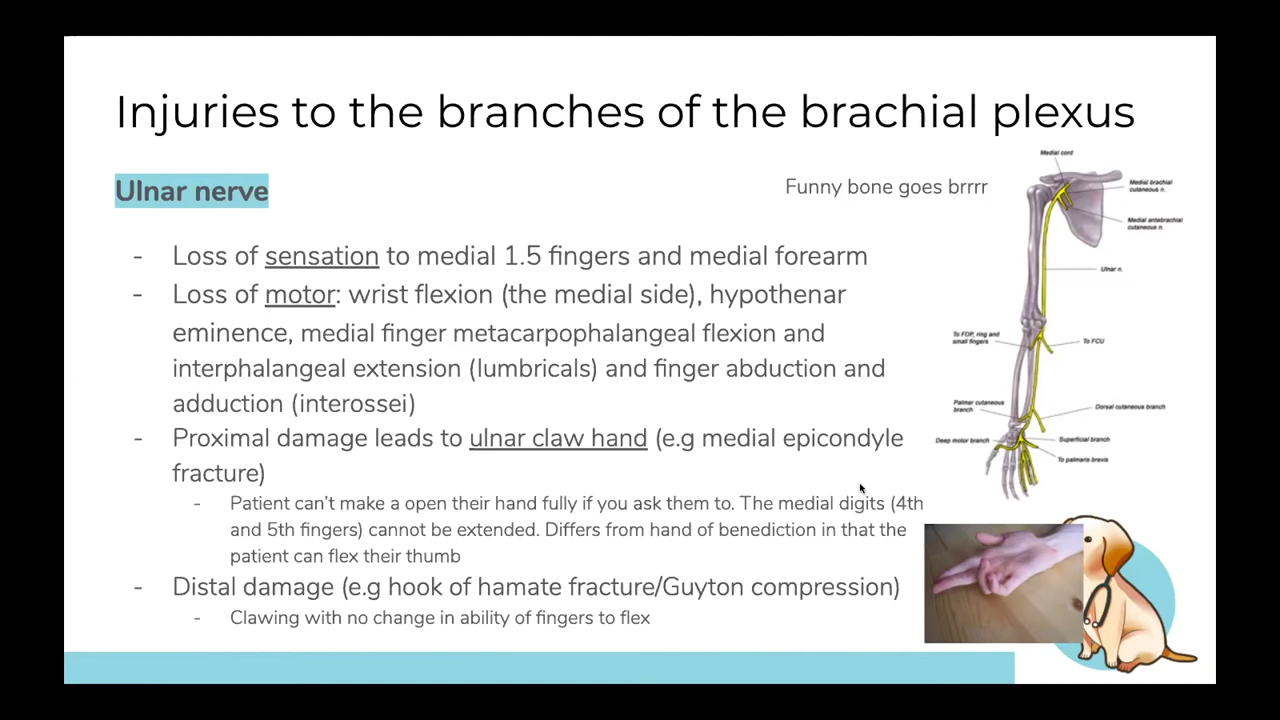 Injuries to the branches of the brachial plexus
Ulnar nerve
Funny bone goes brrrr
- Loss of sensation to medial 1.5 fingers and medial forearm
- Loss of motor: wrist flexion (the medial side), hypothenar
eminence, medial finger metacarpophalangeal flexion and
interphalangeal extension (lumbricals) and finger abduction and
adduction (interossei)
- Proximal damage leads to ulnar claw hand (e.g medial epicondyle
fracture)
- Patient can't make a open their hand fully if you ask them to. The medial digits (4th
and 5th fingers) cannot be extended. Differs from hand of benediction in that the
patient can flex their thumb
- Distal damage (e.g hook of hamate fracture/Guyton compression)
- Clawing with no change in ability of fingers to flex
Medial cord
Medial brachial
cutaneous n.
Medial antebrachial
cutaneous n.
Ulnar n.
To FDP, ring and
small fingers
To FCU
Palmar cutaneous
branch
Dorsal cutaneous branch
Deep motor branch
Superficial branch
To palmaris brevis